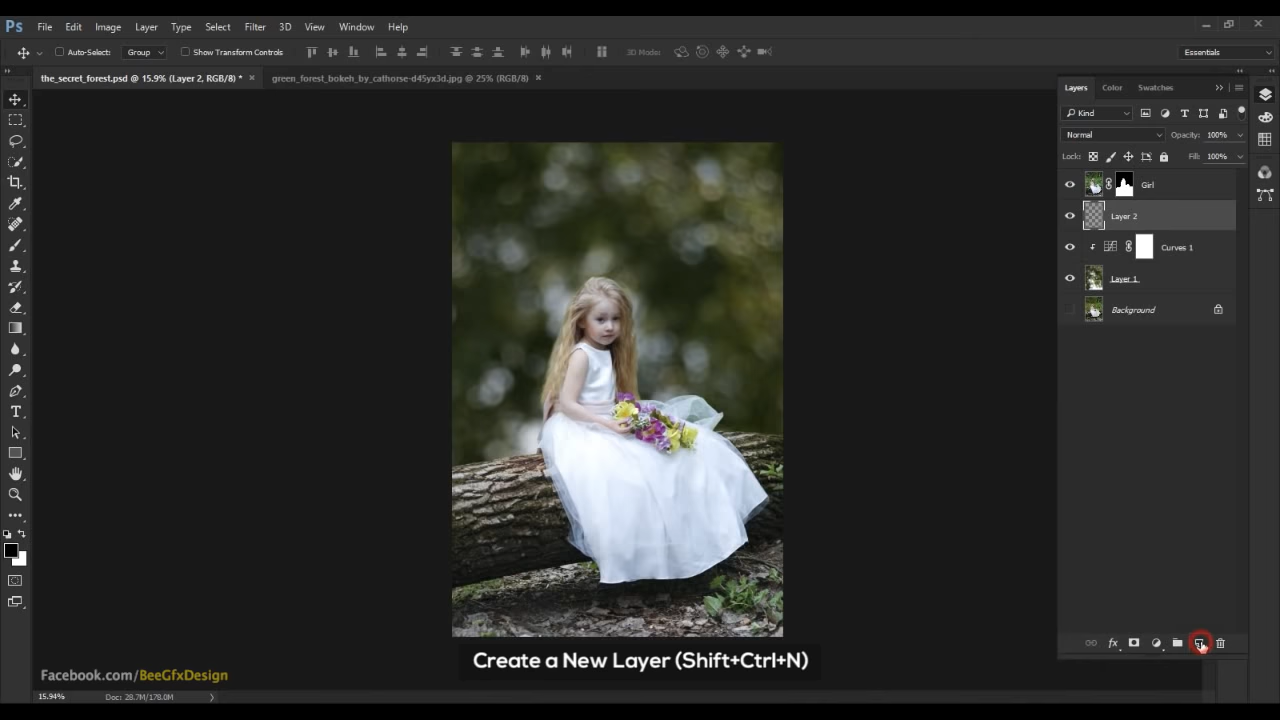 Ps File Edit Image Layer Type Select Filter 3D View Window Help
Auto-Select: Group Show Transform Controls 3D Mode: Essentials
the_secret_forest.psd @ 15.9% (Layer 2, RGB/8) * × green_forest_bokeh_by_cathorse-d45yx3d.jpg @ 25% (RGB/8) ×
Layers Color Swatches
Kind
Normal Opacity: 100%
Lock: Fill: 100%
Girl
Layer 2
Curves 1
Layer 1
Background
fx
Create a New Layer (Shift+Ctrl+N)
Facebook.com/BeeGfxDesign
15.94% Doc: 28.7M/178.0M